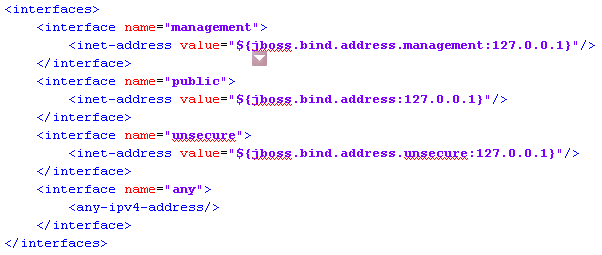 <interfaces>
<interface name="management">
<inet-address value="${jboss.bind.address.management:127.0.0.1}"/>
</interface>
<interface name="public">
<inet-address value="${jboss.bind.address:127.0.0.1}"/>
</interface>
<interface name="unsecure">
<inet-address value="${jboss.bind.address.unsecure:127.0.0.1}"/>
</interface>
<interface name="any">
<any-ipv4-address/>
</interface>
</interfaces>